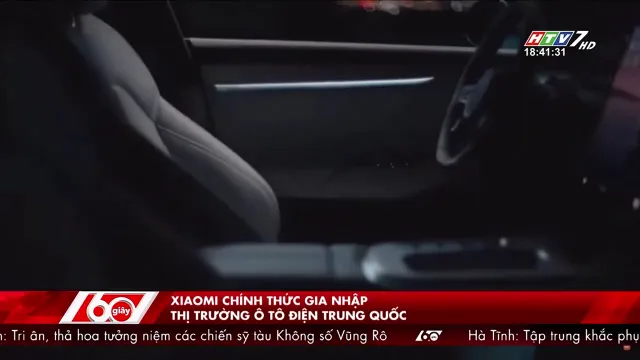 HTV7 HD
18:41:31
60 giây
XIAOMI CHÍNH THỨC GIA NHẬP
THỊ TRƯỜNG Ô TÔ ĐIỆN TRUNG QUỐC
n: Tri ân, thả hoa tưởng niệm các chiến sỹ tàu Không số Vũng Rô 60 Hà Tĩnh: Tập trung khắc phụ